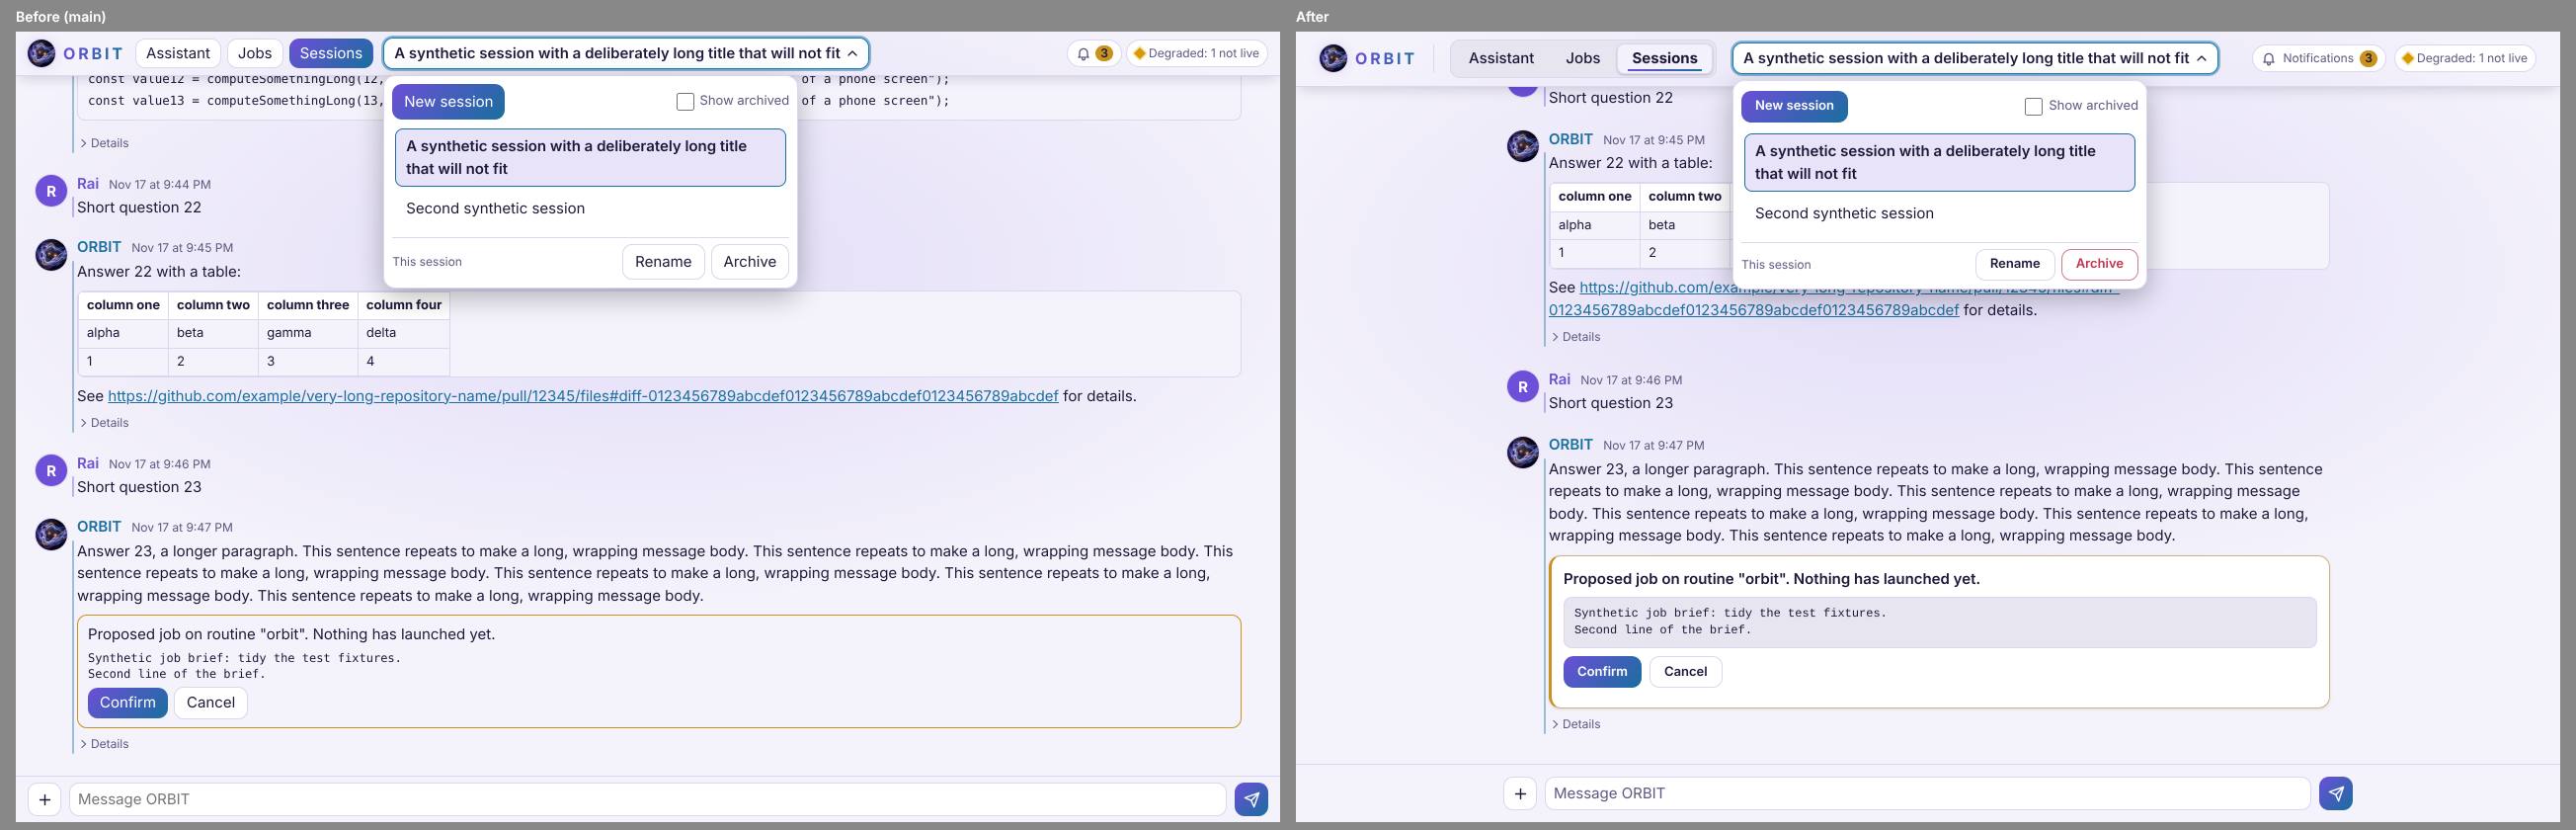 Before (main)
ORBIT
Assistant
Jobs
Sessions
A synthetic session with a deliberately long title that will not fit
3
Degraded: 1 not live
const value12 = computeSomethingLong(12,
of a phone screen");
const value13 = computeSomethingLong(13,
of a phone screen");
Details
New session
Show archived
A synthetic session with a deliberately long title
that will not fit
Second synthetic session
This session
Rename
Archive
R
Rai Nov 17 at 9:44 PM
Short question 22
ORBIT Nov 17 at 9:45 PM
Answer 22 with a table:
column one column two column three column four
alpha beta gamma delta
1 2 3 4
See https://github.com/example/very-long-repository-name/pull/12345/files#diff-0123456789abcdef0123456789abcdef0123456789abcdef for details.
Details
R
Rai Nov 17 at 9:46 PM
Short question 23
ORBIT Nov 17 at 9:47 PM
Answer 23, a longer paragraph. This sentence repeats to make a long, wrapping message body. This sentence repeats to make a long, wrapping message body. This
sentence repeats to make a long, wrapping message body. This sentence repeats to make a long, wrapping message body. This sentence repeats to make a long,
wrapping message body. This sentence repeats to make a long, wrapping message body.
Proposed job on routine "orbit". Nothing has launched yet.
Synthetic job brief: tidy the test fixtures.
Second line of the brief.
Confirm
Cancel
Details
Message ORBIT
After
ORBIT
Assistant
Jobs
Sessions
A synthetic session with a deliberately long title that will not fit
Notifications 3
Degraded: 1 not live
Short question 22
New session
Show archived
A synthetic session with a deliberately long title
that will not fit
Second synthetic session
This session
Rename
Archive
ORBIT Nov 17 at 9:45 PM
Answer 22 with a table:
column one column two
alpha beta
1 2
See https://github.com/example/very-long-repository-name/pull/12345/files#diff-
0123456789abcdef0123456789abcdef0123456789abcdef for details.
Details
R
Rai Nov 17 at 9:46 PM
Short question 23
ORBIT Nov 17 at 9:47 PM
Answer 23, a longer paragraph. This sentence repeats to make a long, wrapping message body. This sentence
repeats to make a long, wrapping message body. This sentence repeats to make a long, wrapping message
body. This sentence repeats to make a long, wrapping message body. This sentence repeats to make a long,
wrapping message body. This sentence repeats to make a long, wrapping message body.
Proposed job on routine "orbit". Nothing has launched yet.
Synthetic job brief: tidy the test fixtures.
Second line of the brief.
Confirm
Cancel
Details
Message ORBIT